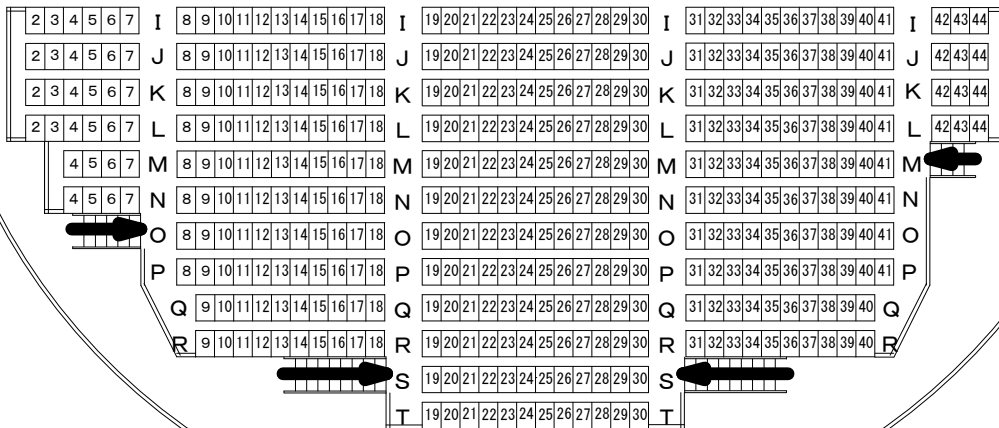 2 3 4 5 6 7 I 8 9 10 11 12 13 14 15 16 17 18 I 19 20 21 22 23 24 25 26 27 28 29 30 I 31 32 33 34 35 36 37 38 39 40 41 I 42 43 44
2 3 4 5 6 7 J 8 9 10 11 12 13 14 15 16 17 18 J 19 20 21 22 23 24 25 26 27 28 29 30 J 31 32 33 34 35 36 37 38 39 40 41 J 42 43 44
2 3 4 5 6 7 K 8 9 10 11 12 13 14 15 16 17 18 K 19 20 21 22 23 24 25 26 27 28 29 30 K 31 32 33 34 35 36 37 38 39 40 41 K 42 43 44
2 3 4 5 6 7 L 8 9 10 11 12 13 14 15 16 17 18 L 19 20 21 22 23 24 25 26 27 28 29 30 L 31 32 33 34 35 36 37 38 39 40 41 L 42 43 44
4 5 6 7 M 8 9 10 11 12 13 14 15 16 17 18 M 19 20 21 22 23 24 25 26 27 28 29 30 M 31 32 33 34 35 36 37 38 39 40 41 M
4 5 6 7 N 8 9 10 11 12 13 14 15 16 17 18 N 19 20 21 22 23 24 25 26 27 28 29 30 N 31 32 33 34 35 36 37 38 39 40 41 N
O 8 9 10 11 12 13 14 15 16 17 18 O 19 20 21 22 23 24 25 26 27 28 29 30 O 31 32 33 34 35 36 37 38 39 40 41 O
P 8 9 10 11 12 13 14 15 16 17 18 P 19 20 21 22 23 24 25 26 27 28 29 30 P 31 32 33 34 35 36 37 38 39 40 41 P
Q 9 10 11 12 13 14 15 16 17 18 Q 19 20 21 22 23 24 25 26 27 28 29 30 Q 31 32 33 34 35 36 37 38 39 40 Q
R 9 10 11 12 13 14 15 16 17 18 R 19 20 21 22 23 24 25 26 27 28 29 30 R 31 32 33 34 35 36 37 38 39 40 R
S 19 20 21 22 23 24 25 26 27 28 29 30 S
T 19 20 21 22 23 24 25 26 27 28 29 30 T